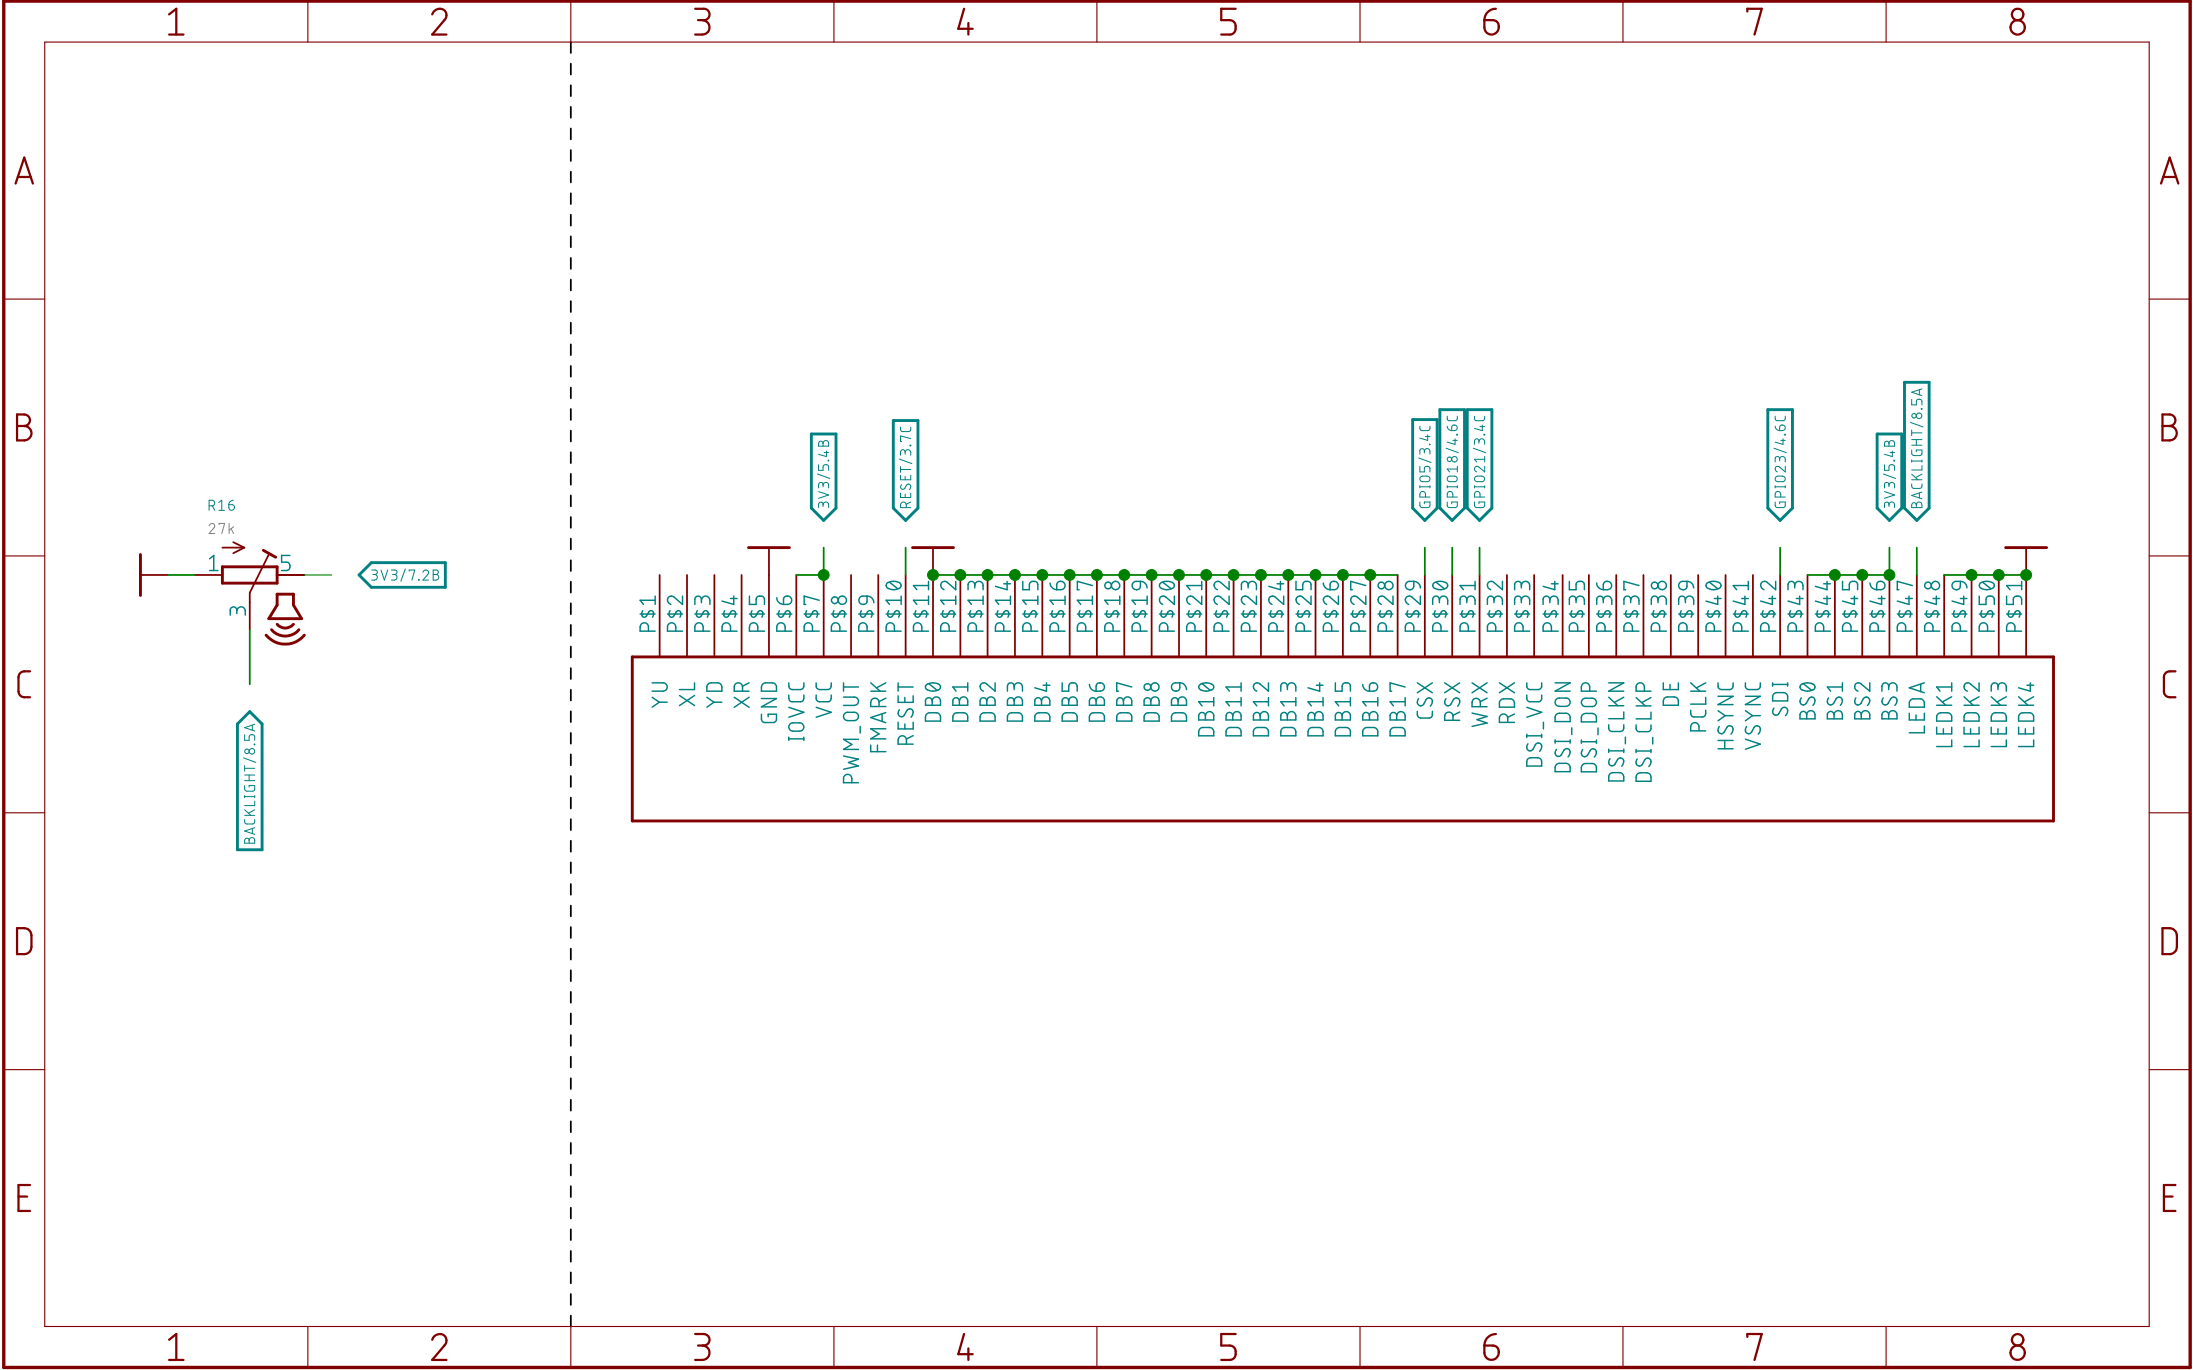 1 2 3 4 5 6 7 8
A A
B B
C C
D D
E E
R16
27k
1 5
3
3V3/7.2B
BACKLIGHT/8.5A
3V3/5.4B
RESET/3.7C
GPIO5/3.4C
GPIO18/4.6C
GPIO21/3.4C
GPIO23/4.6C
3V3/5.4B
BACKLIGHT/8.5A
P$1 P$2 P$3 P$4 P$5 P$6 P$7 P$8 P$9 P$10 P$11 P$12 P$13 P$14 P$15 P$16 P$17 P$18 P$19 P$20 P$21 P$22 P$23 P$24 P$25 P$26 P$27 P$28 P$29 P$30 P$31 P$32 P$33 P$34 P$35 P$36 P$37 P$38 P$39 P$40 P$41 P$42 P$43 P$44 P$45 P$46 P$47 P$48 P$49 P$50 P$51
YU XL YD XR GND IOVCC VCC PWM_OUT FMARK RESET DB0 DB1 DB2 DB3 DB4 DB5 DB6 DB7 DB8 DB9 DB10 DB11 DB12 DB13 DB14 DB15 DB16 DB17 CSX RSX WRX RDX DSI_VCC DSI_DON DSI_DOP DSI_CLKN DSI_CLKP DE PCLK HSYNC VSYNC SDI BS0 BS1 BS2 BS3 LEDA LEDK1 LEDK2 LEDK3 LEDK4
1 2 3 4 5 6 7 8